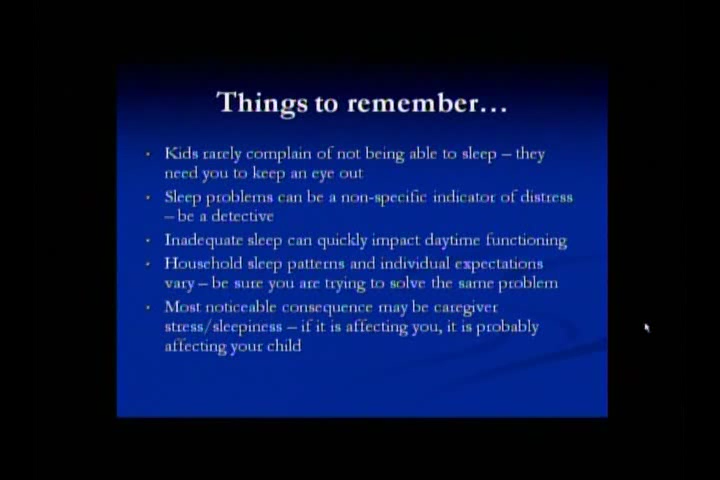 Things to remember...
• Kids rarely complain of not being able to sleep – they
need you to keep an eye out
• Sleep problems can be a non-specific indicator of distress
– be a detective
• Inadequate sleep can quickly impact daytime functioning
• Household sleep patterns and individual expectations
vary – be sure you are trying to solve the same problem
• Most noticeable consequence may be caregiver
stress/sleepiness – if it is affecting you, it is probably
affecting your child